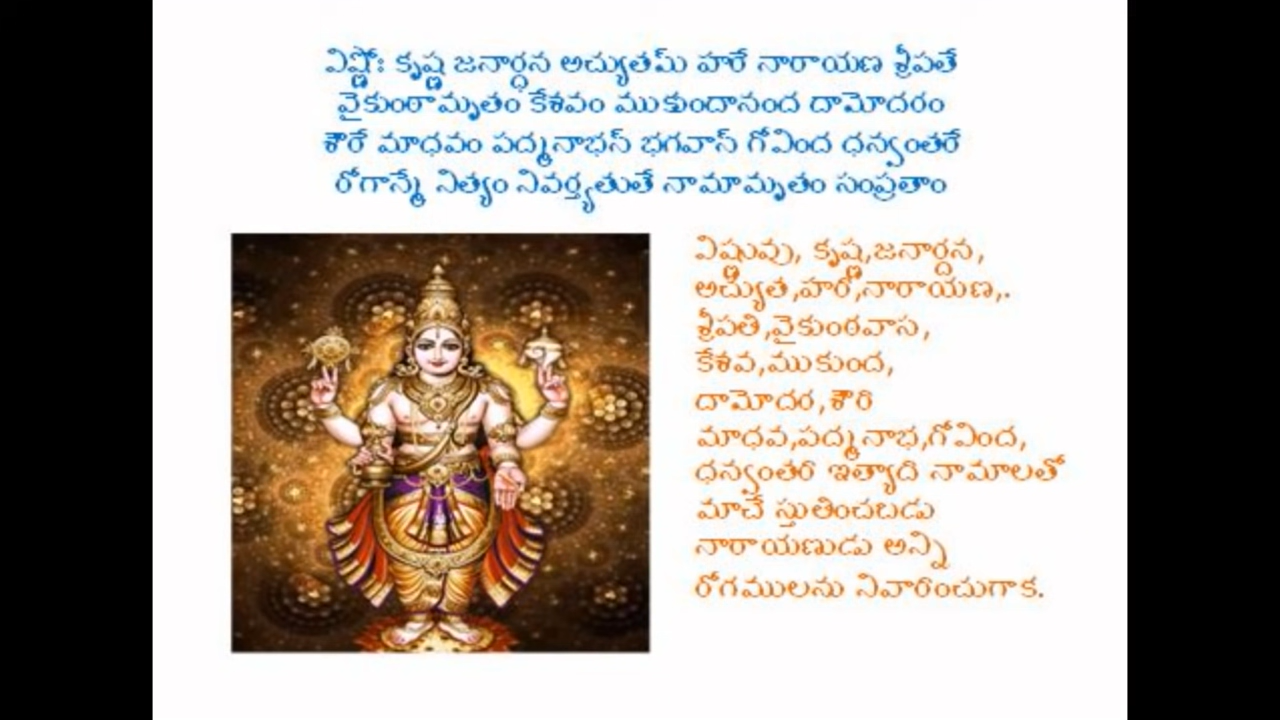 విష్ణోః కృష్ణ జనార్ధన అచ్యుతమ్ హరే నారాయణ శ్రీపతే
వైకుంఠామృతం కేశవం ముకుందానంద దామోదరం
శౌరే మాధవం పద్మనాభస్ భగవాస్ గోవింద ధన్వంతరే
రోగాన్మే నిత్యం నివర్త్యతుతే నామామృతం సంప్రతాం
విష్ణువు, కృష్ణ,జనార్దన,
అచ్యుత,హరి,నారాయణ,.
శ్రీపతి,వైకుంఠవాస,
కేశవ,ముకుంద,
దామోదర,శౌరి
మాధవ,పద్మనాభ,గోవింద,
ధన్వంతరి ఇత్యాది నామాలతో
మాచే స్తుతించబడు
నారాయణుడు అన్ని
రోగములను నివారించుగాక.